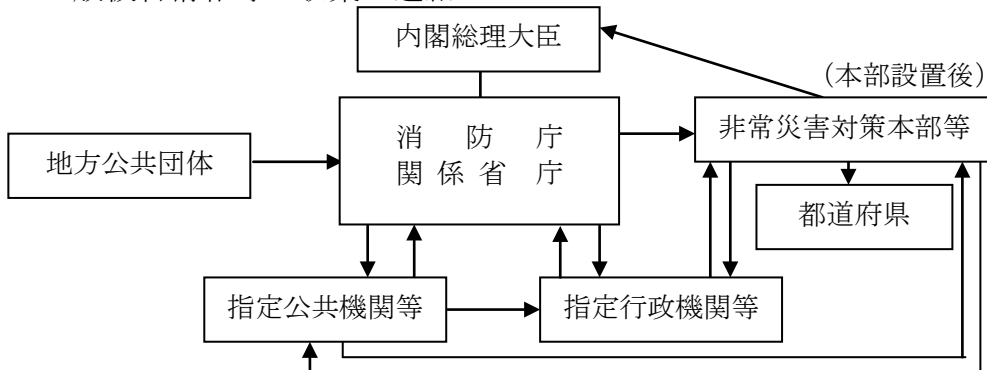 内閣総理大臣
(本部設置後)
消防庁
関係省庁
非常災害対策本部等
地方公共団体
都道府県
指定公共機関等
指定行政機関等